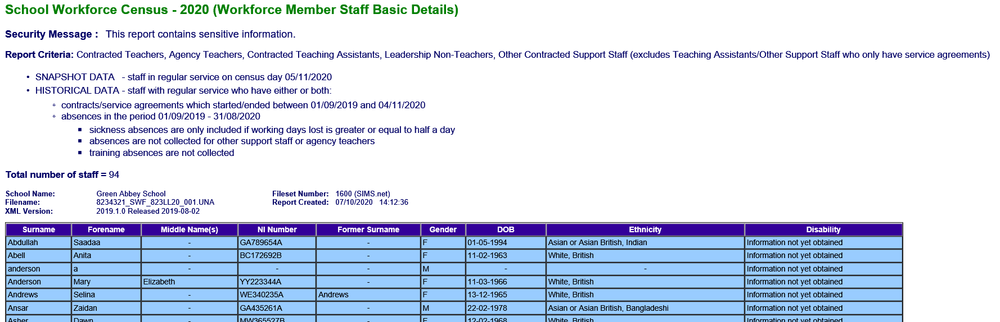 School Workforce Census - 2020 (Workforce Member Staff Basic Details)
Security Message : This report contains sensitive information.
Report Criteria: Contracted Teachers, Agency Teachers, Contracted Teaching Assistants, Leadership Non-Teachers, Other Contracted Support Staff (excludes Teaching Assistants/Other Support Staff who only have service agreements)
• SNAPSHOT DATA - staff in regular service on census day 05/11/2020
• HISTORICAL DATA - staff with regular service who have either or both:
◦ contracts/service agreements which started/ended between 01/09/2019 and 04/11/2020
◦ absences in the period 01/09/2019 - 31/08/2020
▪ sickness absences are only included if working days lost is greater or equal to half a day
▪ absences are not collected for other support staff or agency teachers
▪ training absences are not collected
Total number of staff = 94
School Name: Green Abbey School Fileset Number: 1600 (SIMS.net)
Filename: 8234321_SWF_823LL20_001.UNA Report Created: 07/10/2020 14:12:36
XML Version: 2019.1.0 Released 2019-08-02
Surname Forename Middle Name(s) NI Number Former Surname Gender DOB Ethnicity Disability
Abdullah Saadaa - GA789654A - F 01-05-1994 Asian or Asian British, Indian Information not yet obtained
Abell Anita - BC172692B - F 11-02-1963 White, British Information not yet obtained
anderson a - - - M - - Information not yet obtained
Anderson Mary Elizabeth YY223344A - F 11-03-1966 White, British Information not yet obtained
Andrews Selina - WE340235A Andrews F 13-12-1965 White, British Information not yet obtained
Ansar Zaidan - GA435261A - M 22-02-1978 Asian or Asian British, Bangladeshi Information not yet obtained
Asher Dawn - MW365527B - F 12-02-1968 White, British Information not yet obtained